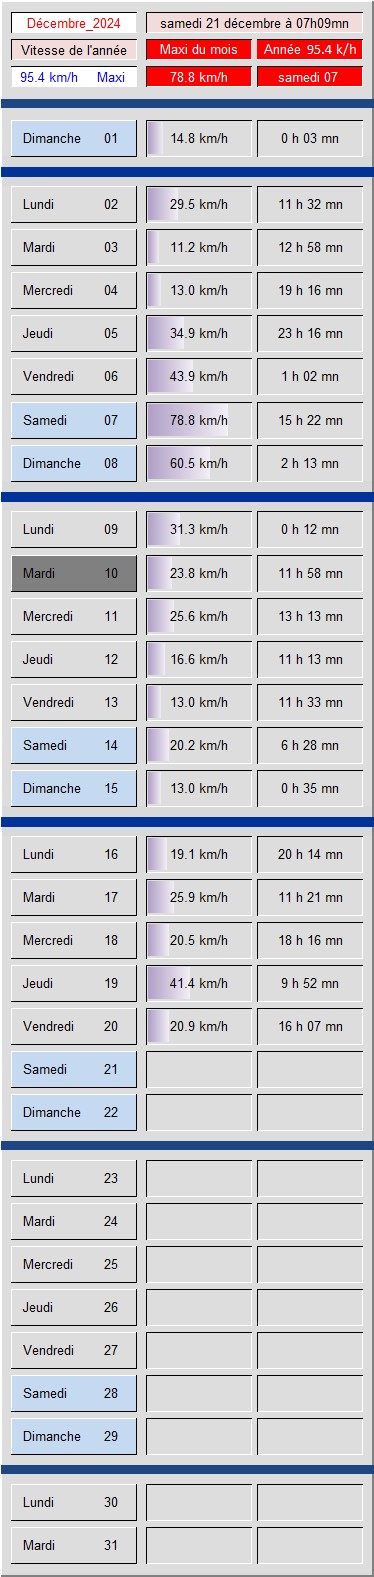 Décembre_2024 samedi 21 décembre à 07h09mn
Vitesse de l'année Maxi du mois Année 95.4 k/h
95.4 km/h Maxi 78.8 km/h samedi 07
Dimanche 01 14.8 km/h 0 h 03 mn
Lundi 02 29.5 km/h 11 h 32 mn
Mardi 03 11.2 km/h 12 h 58 mn
Mercredi 04 13.0 km/h 19 h 16 mn
Jeudi 05 34.9 km/h 23 h 16 mn
Vendredi 06 43.9 km/h 1 h 02 mn
Samedi 07 78.8 km/h 15 h 22 mn
Dimanche 08 60.5 km/h 2 h 13 mn
Lundi 09 31.3 km/h 0 h 12 mn
Mardi 10 23.8 km/h 11 h 58 mn
Mercredi 11 25.6 km/h 13 h 13 mn
Jeudi 12 16.6 km/h 11 h 13 mn
Vendredi 13 13.0 km/h 11 h 33 mn
Samedi 14 20.2 km/h 6 h 28 mn
Dimanche 15 13.0 km/h 0 h 35 mn
Lundi 16 19.1 km/h 20 h 14 mn
Mardi 17 25.9 km/h 11 h 21 mn
Mercredi 18 20.5 km/h 18 h 16 mn
Jeudi 19 41.4 km/h 9 h 52 mn
Vendredi 20 20.9 km/h 16 h 07 mn
Samedi 21
Dimanche 22
Lundi 23
Mardi 24
Mercredi 25
Jeudi 26
Vendredi 27
Samedi 28
Dimanche 29
Lundi 30
Mardi 31